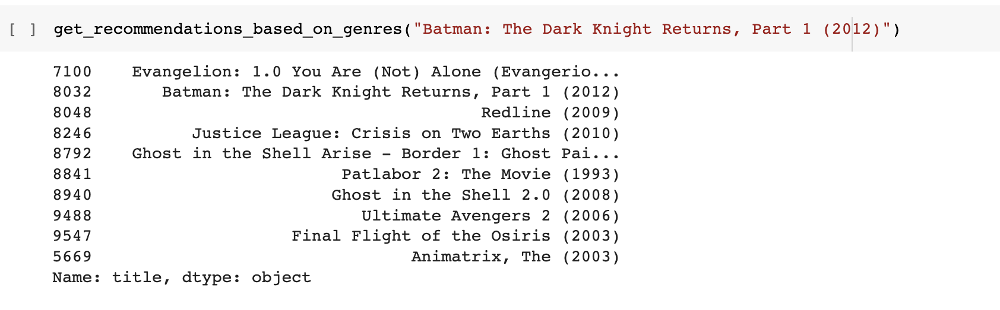 [ ] get_recommendations_based_on_genres("Batman: The Dark Knight Returns, Part 1 (2012)")
7100 Evangelion: 1.0 You Are (Not) Alone (Evangerio...
8032 Batman: The Dark Knight Returns, Part 1 (2012)
8048 Redline (2009)
8246 Justice League: Crisis on Two Earths (2010)
8792 Ghost in the Shell Arise - Border 1: Ghost Pai...
8841 Patlabor 2: The Movie (1993)
8940 Ghost in the Shell 2.0 (2008)
9488 Ultimate Avengers 2 (2006)
9547 Final Flight of the Osiris (2003)
5669 Animatrix, The (2003)
Name: title, dtype: object